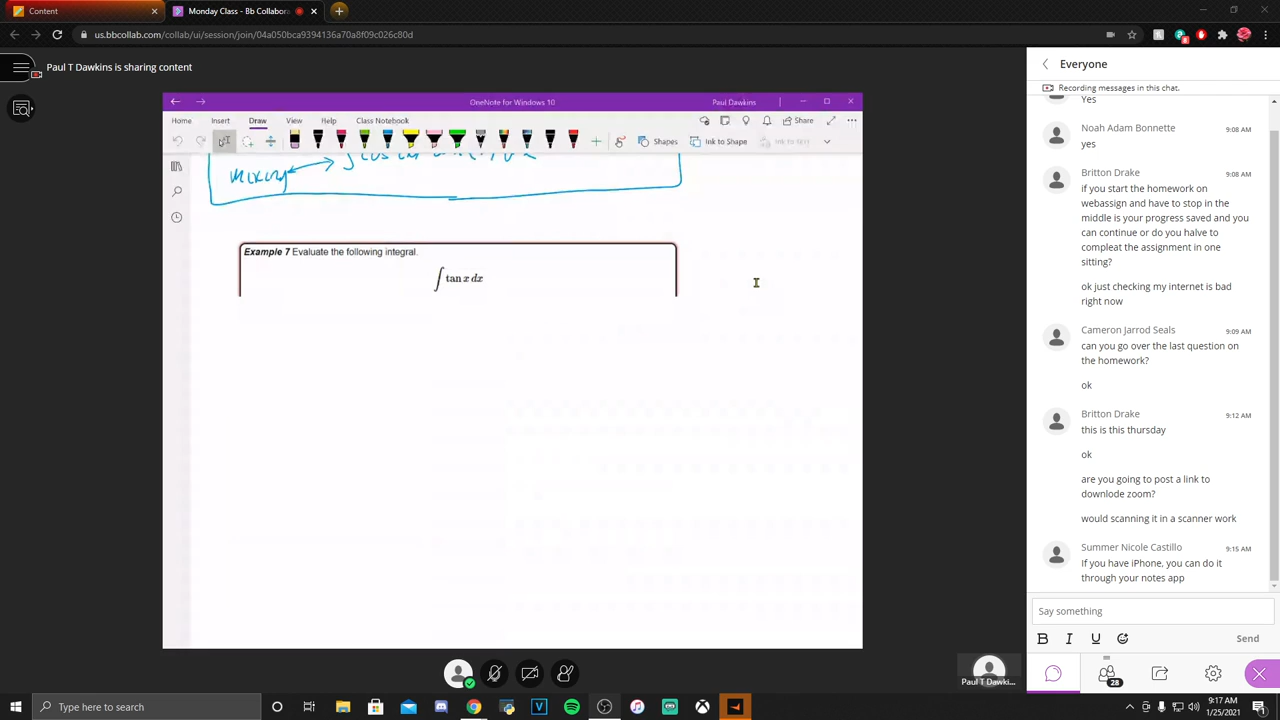 Content
Monday Class - Bb Collabora
us.bbcollab.com/collab/ui/session/join/04a050bca9394136a70a8f09c026c80d
Paul T Dawkins is sharing content
OneNote for Windows 10
Paul Dawkins
Home Insert Draw View Help Class Notebook
Share
Shapes Ink to Shape Ink to Text
mixing
Example 7 Evaluate the following integral.
∫ tan x dx
Everyone
Recording messages in this chat.
Yes
Noah Adam Bonnette 9:08 AM
yes
Britton Drake 9:08 AM
if you start the homework on
webassign and have to stop in the
middle is your progress saved and you
can continue or do you halve to
compleat the assignment in one
sitting?
ok just checking my internet is bad
right now
Cameron Jarrod Seals 9:09 AM
can you go over the last question on
the homework?
ok
Britton Drake 9:12 AM
this is this thursday
ok
are you going to post a link to
downlode zoom?
would scanning it in a scanner work
Summer Nicole Castillo 9:15 AM
If you have iPhone, you can do it
through your notes app
Say something
B I U Send
Paul T Dawki...
23
Type here to search
9:17 AM
1/25/2021